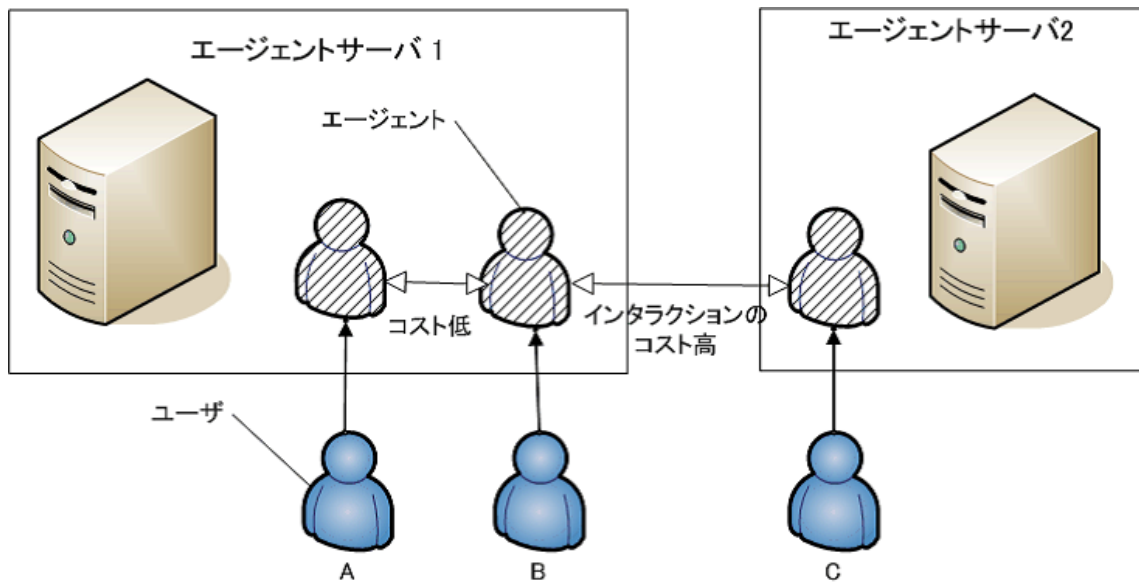 エージェントサーバ 1
エージェントサーバ2
エージェント
コスト低
インタラクションの
コスト高
ユーザ
A
B
C